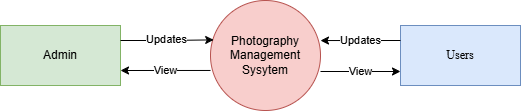 Admin
Updates
View
Photography
Management
Sysytem
Updates
View
Users